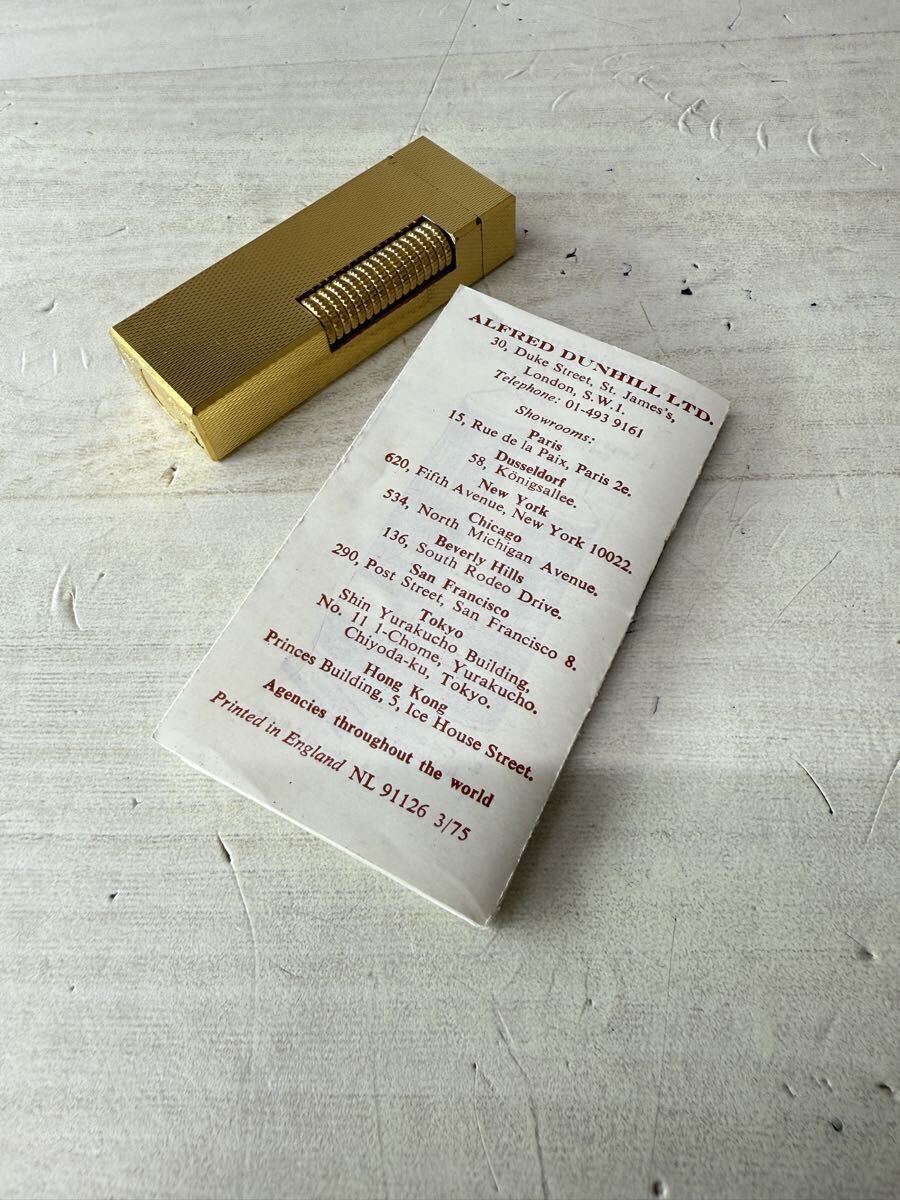 ALFRED DUNHILL LTD.
30, Duke Street, St. James's,
London, S.W.1.
Telephone: 01-493 9161
Showrooms:
Paris
15, Rue de la Paix, Paris 2e.
Dusseldorf
58, Königsallee.
New York
620, Fifth Avenue, New York 10022.
Chicago
534, North Michigan Avenue.
Beverly Hills
136, South Rodeo Drive.
San Francisco
290, Post Street, San Francisco 8.
Tokyo
Shin Yurakucho Building,
No. 11 1-Chome, Yurakucho.
Chiyoda-ku, Tokyo.
Hong Kong
Princes Building, 5, Ice House Street.
Agencies throughout the world
Printed in England NL 91126 3/75